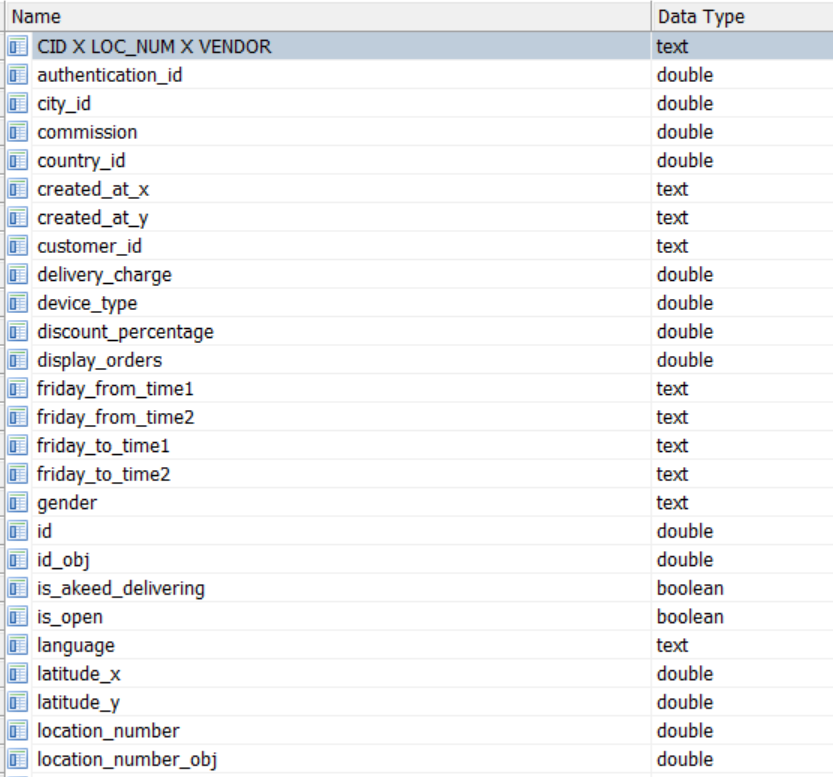 Name Data Type
CID X LOC_NUM X VENDOR text
authentication_id double
city_id double
commission double
country_id double
created_at_x text
created_at_y text
customer_id text
delivery_charge double
device_type double
discount_percentage double
display_orders double
friday_from_time1 text
friday_from_time2 text
friday_to_time1 text
friday_to_time2 text
gender text
id double
id_obj double
is_akeed_delivering boolean
is_open boolean
language text
latitude_x double
latitude_y double
location_number double
location_number_obj double